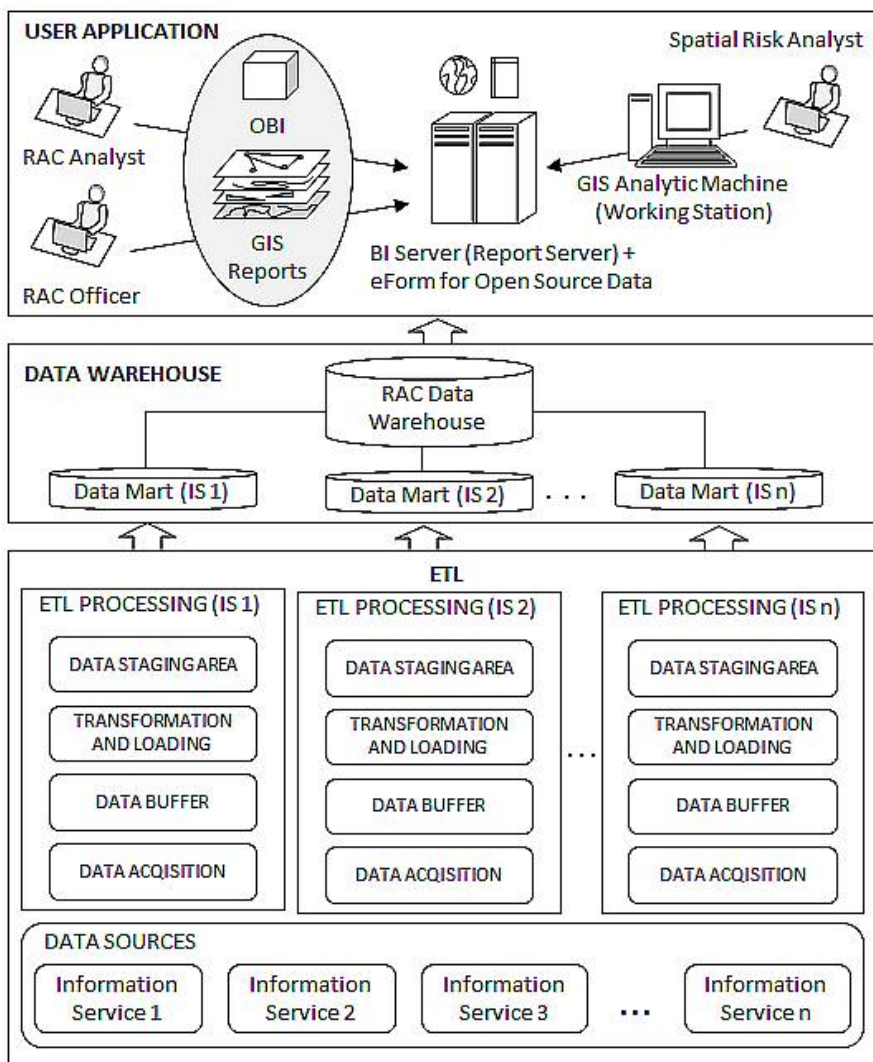 USER APPLICATION
Spatial Risk Analyst
OBI
RAC Analyst
GIS Analytic Machine
(Working Station)
GIS
Reports
BI Server (Report Server) +
eForm for Open Source Data
RAC Officer
DATA WAREHOUSE
RAC Data
Warehouse
Data Mart (IS 1)
Data Mart (IS 2)
. . .
Data Mart (IS n)
ETL
ETL PROCESSING (IS 1)
DATA STAGING AREA
TRANSFORMATION
AND LOADING
DATA BUFFER
DATA ACQISITION
ETL PROCESSING (IS 2)
DATA STAGING AREA
TRANSFORMATION
AND LOADING
DATA BUFFER
DATA ACQISITION
...
ETL PROCESSING (IS n)
DATA STAGING AREA
TRANSFORMATION
AND LOADING
DATA BUFFER
DATA ACQISITION
DATA SOURCES
Information
Service 1
Information
Service 2
Information
Service 3
...
Information
Service n